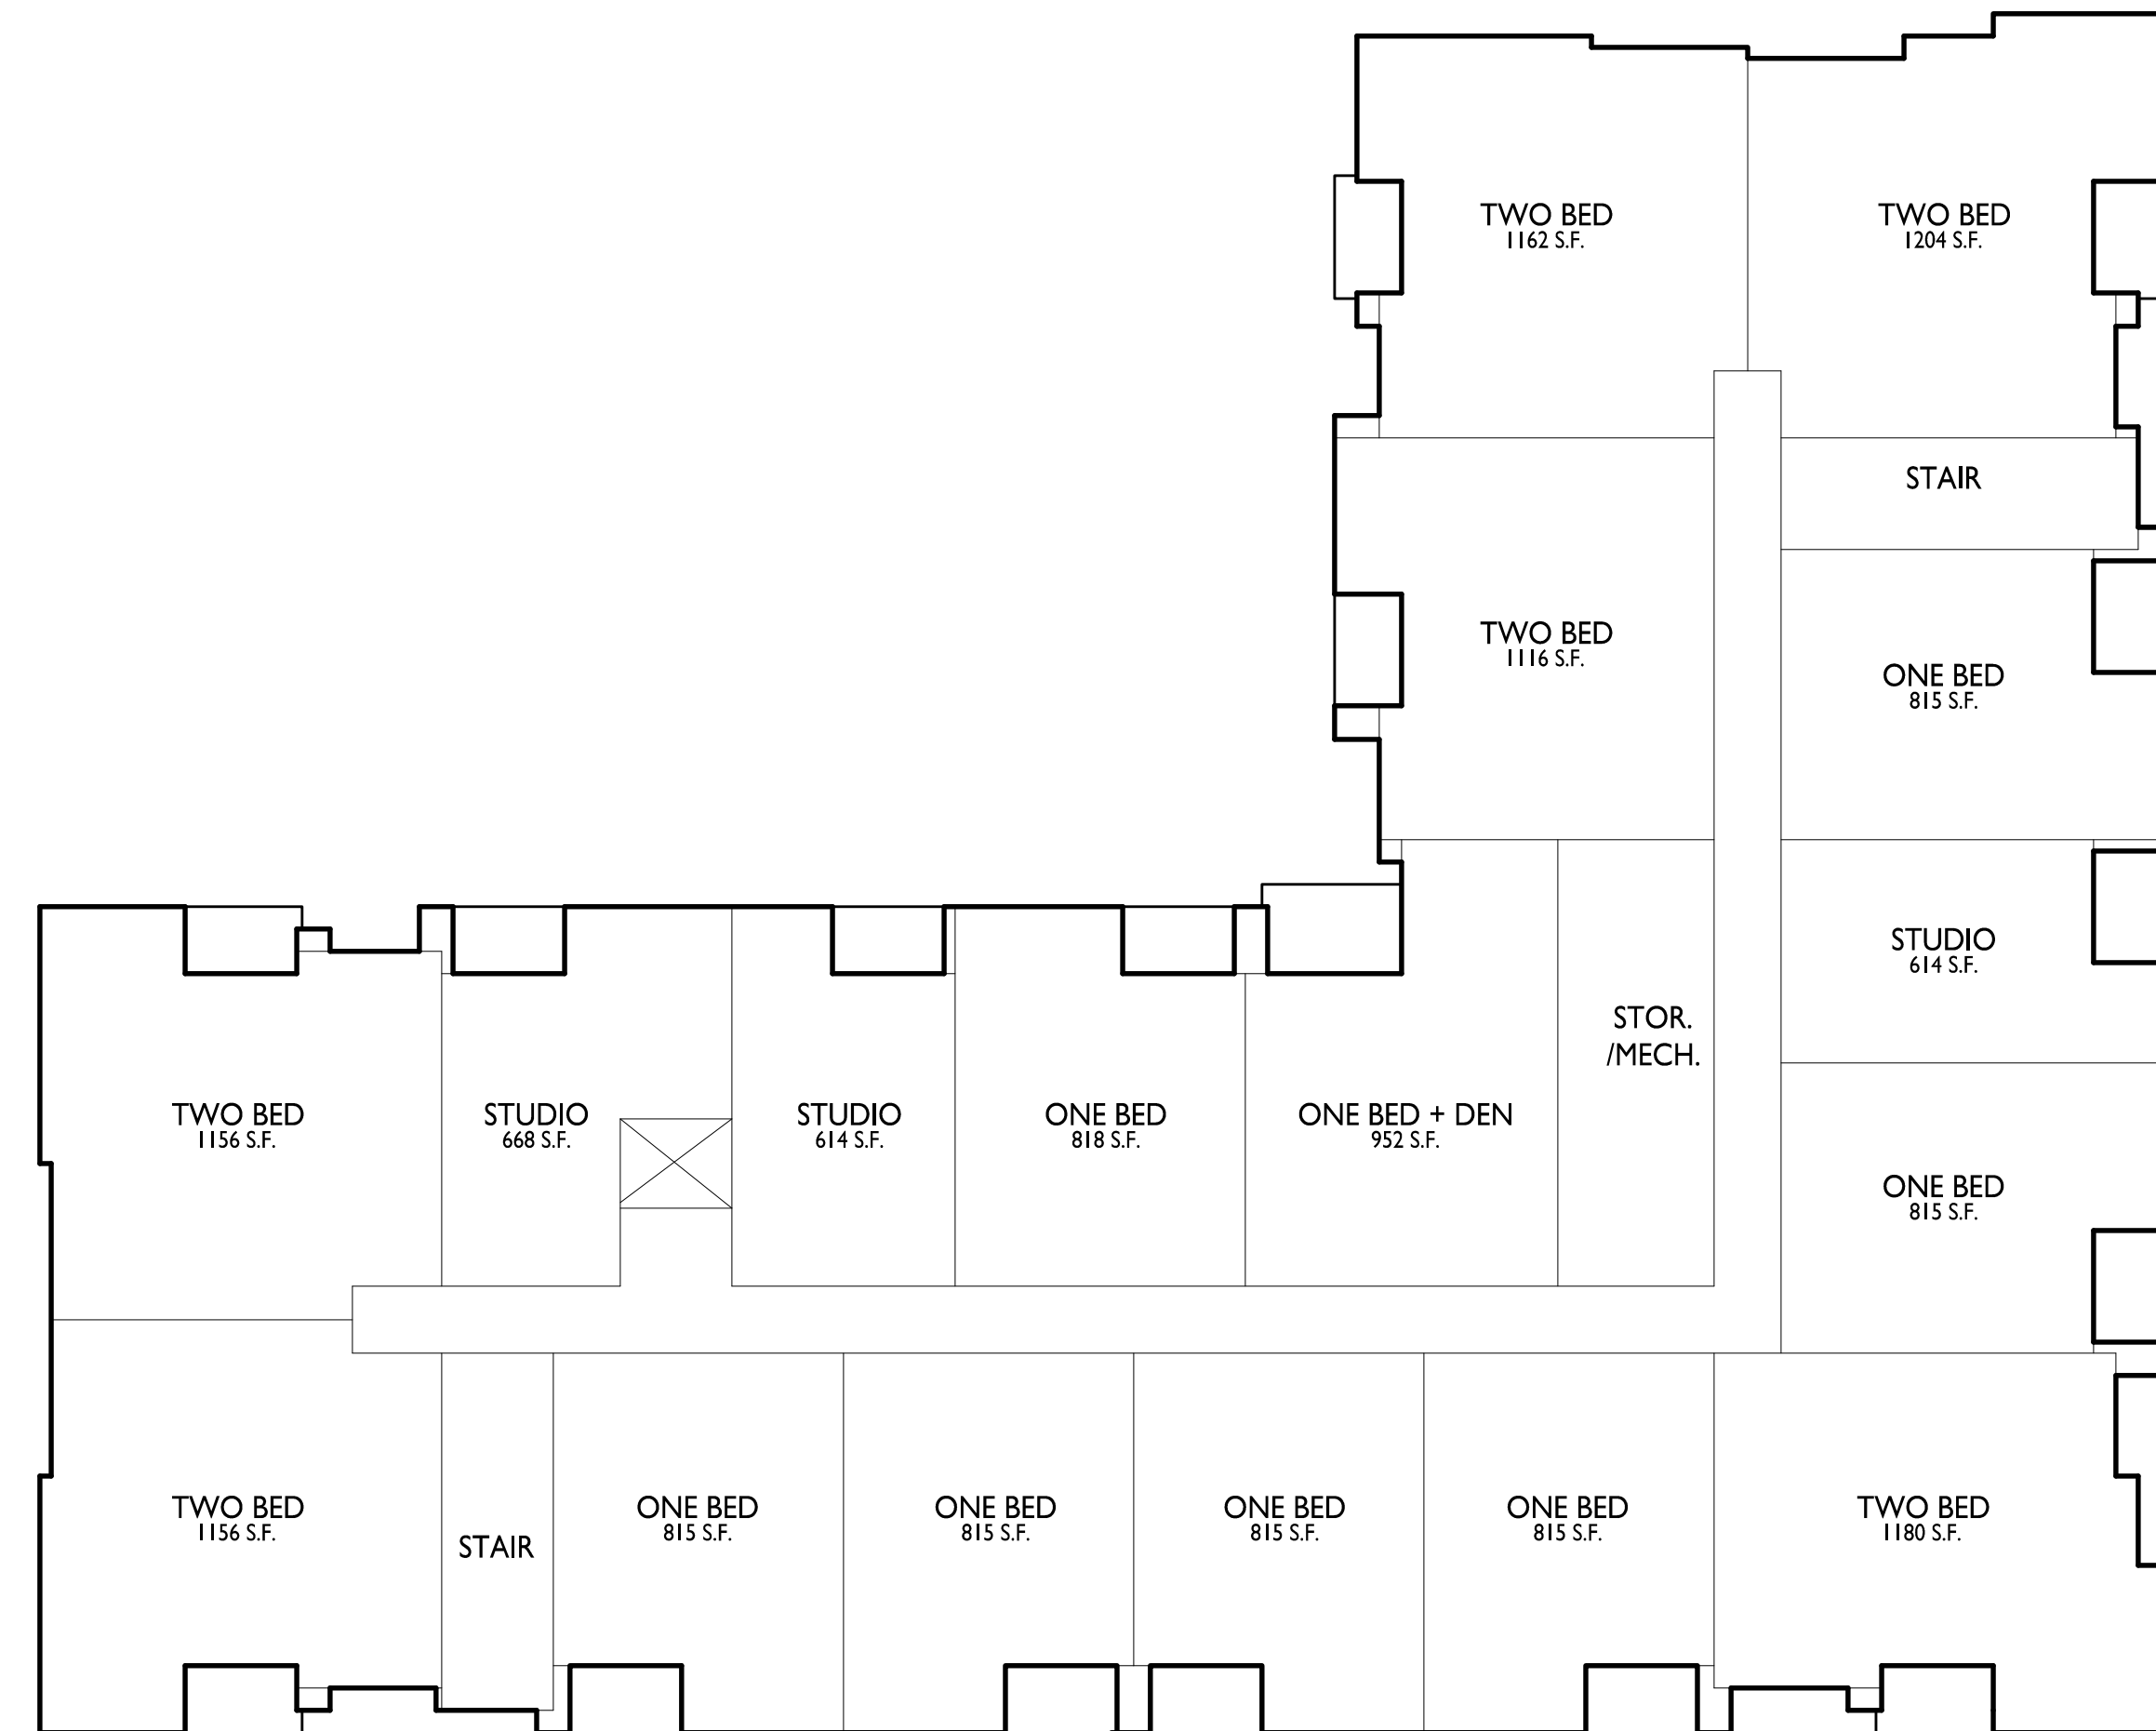 TWO BED
1162 S.F.
TWO BED
1204 S.F.
STAIR
TWO BED
1116 S.F.
ONE BED
815 S.F.
STUDIO
614 S.F.
STOR.
/MECH.
TWO BED
1156 S.F.
STUDIO
668 S.F.
STUDIO
614 S.F.
ONE BED
818 S.F.
ONE BED + DEN
952 S.F.
ONE BED
815 S.F.
TWO BED
1156 S.F.
STAIR
ONE BED
815 S.F.
ONE BED
815 S.F.
ONE BED
815 S.F.
ONE BED
815 S.F.
TWO BED
1180 S.F.